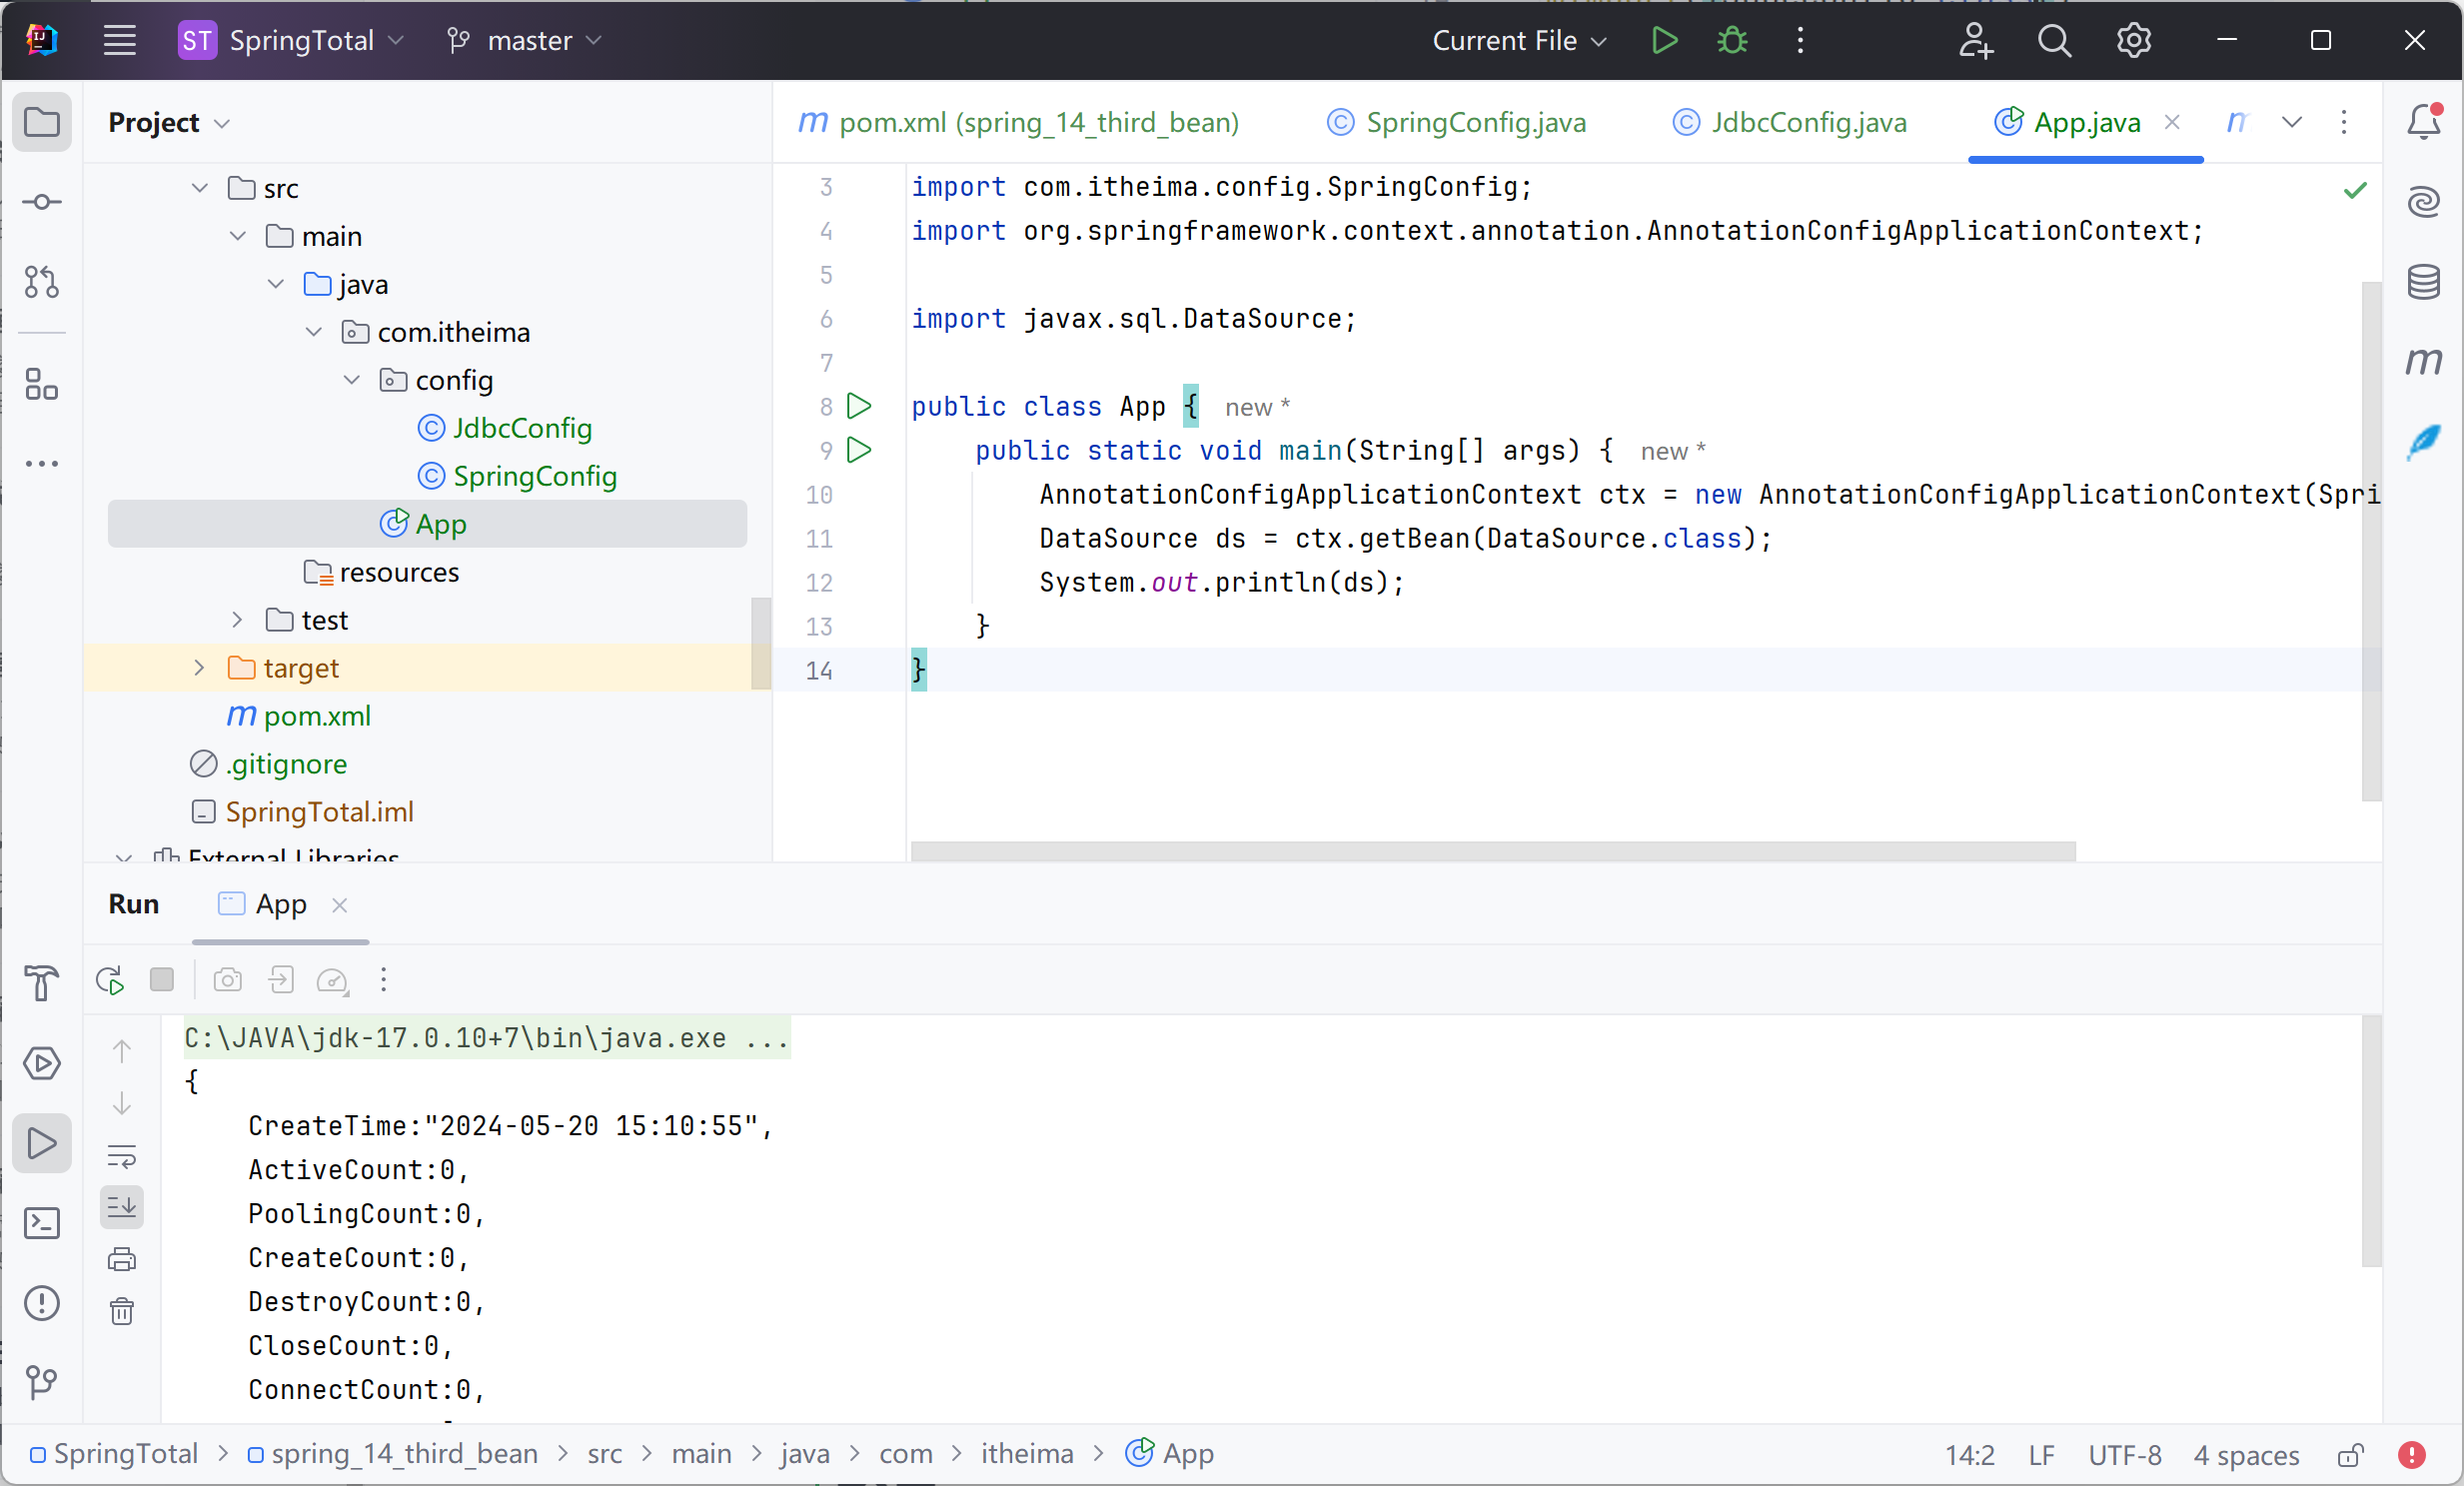 ST SpringTotal master Current File
Project
src
main
java
com.itheima
config
JdbcConfig
SpringConfig
App
resources
test
target
m pom.xml
.gitignore
SpringTotal.iml
External Libraries
m pom.xml (spring_14_third_bean) SpringConfig.java JdbcConfig.java App.java
3 import com.itheima.config.SpringConfig;
4 import org.springframework.context.annotation.AnnotationConfigApplicationContext;
5
6 import javax.sql.DataSource;
7
8 public class App { new *
9 public static void main(String[] args) { new *
10 AnnotationConfigApplicationContext ctx = new AnnotationConfigApplicationContext(Spri
11 DataSource ds = ctx.getBean(DataSource.class);
12 System.out.println(ds);
13 }
14 }
Run App
C:\JAVA\jdk-17.0.10+7\bin\java.exe ...
{
CreateTime:"2024-05-20 15:10:55",
ActiveCount:0,
PoolingCount:0,
CreateCount:0,
DestroyCount:0,
CloseCount:0,
ConnectCount:0,
SpringTotal > spring_14_third_bean > src > main > java > com > itheima > App
14:2 LF UTF-8 4 spaces